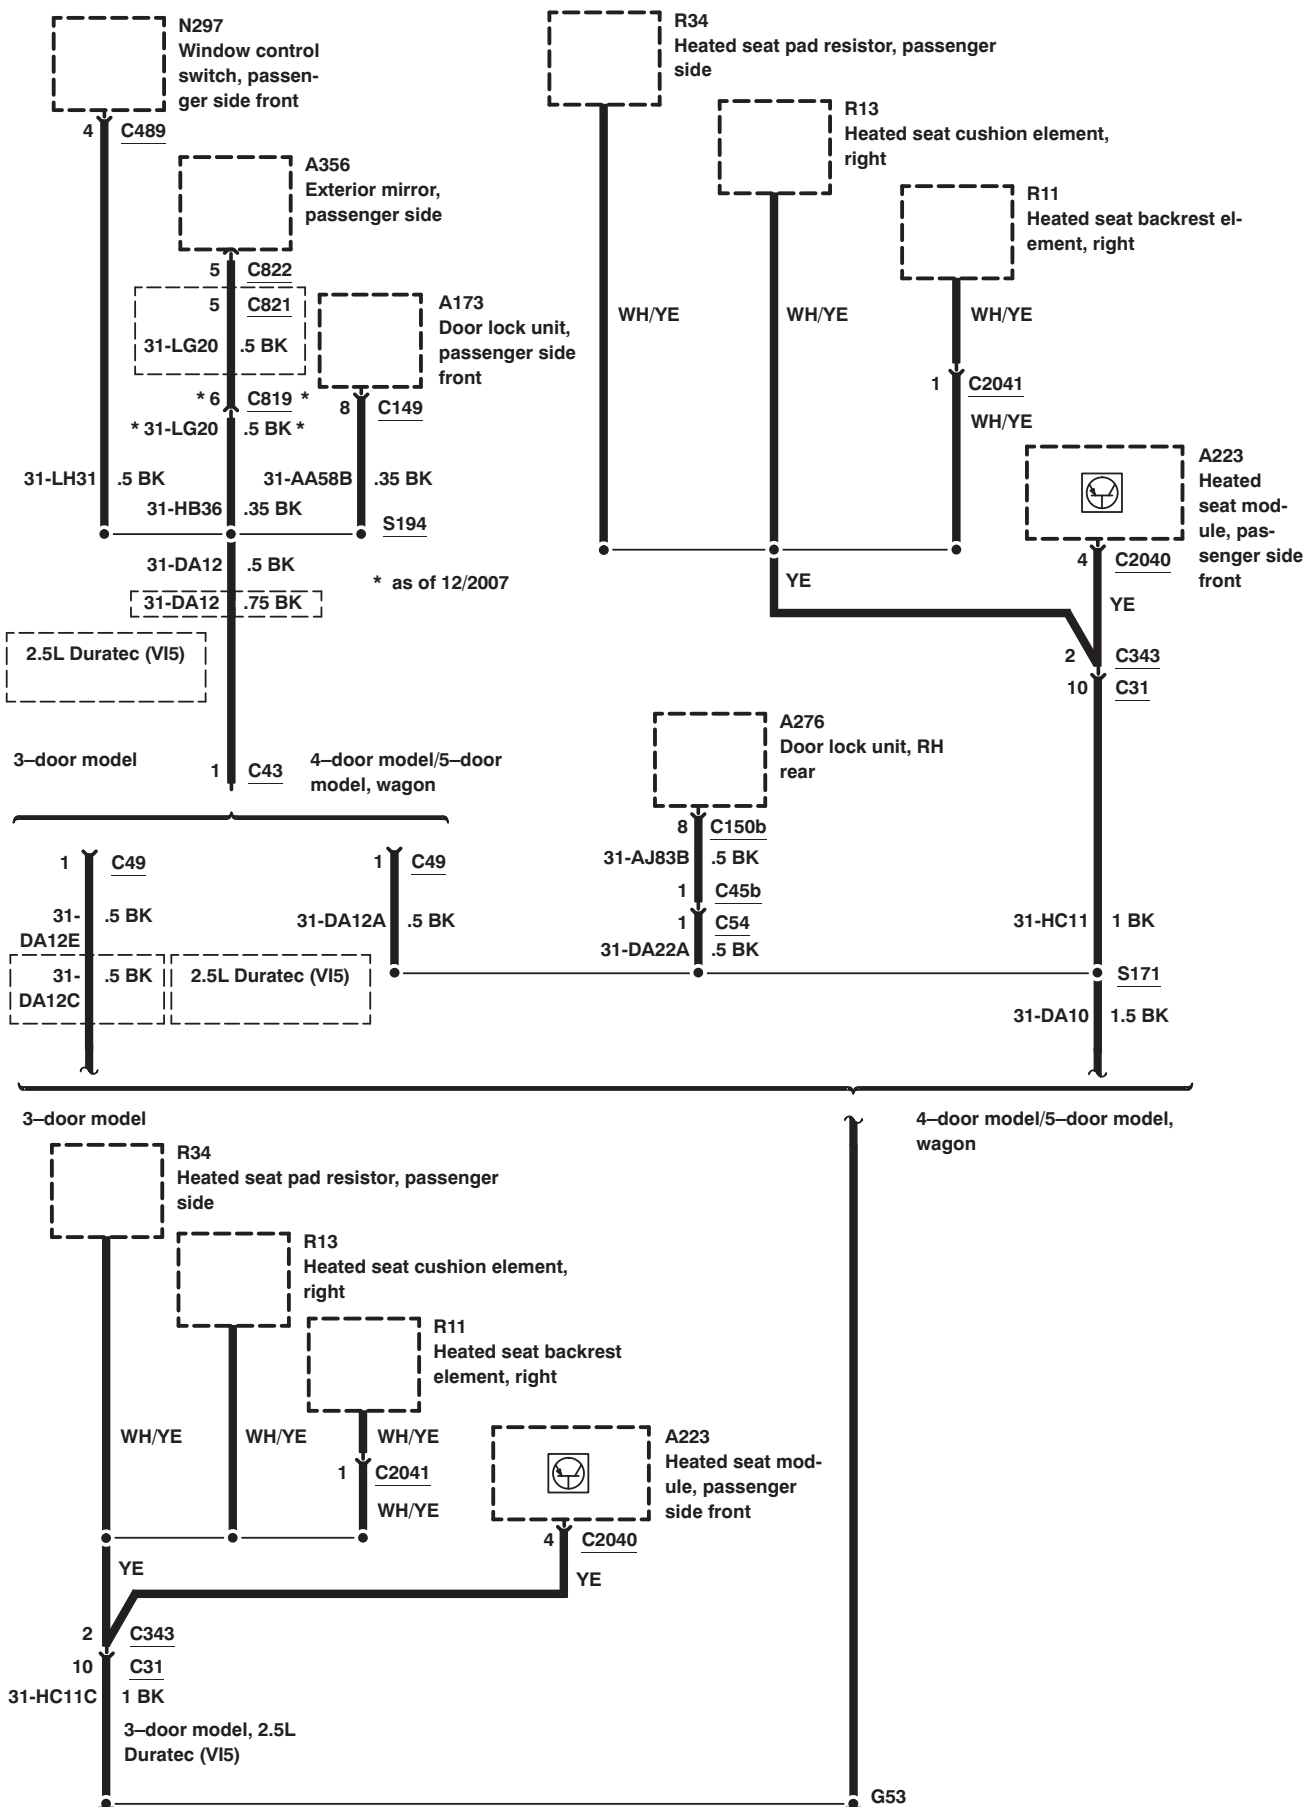 N297
Window control
switch, passen-
ger side front
4 C489
A356
Exterior mirror,
passenger side
5 C822
5 C821
31-LG20 .5 BK
* 6 C819 *
* 31-LG20 .5 BK *
A173
Door lock unit,
passenger side
front
8 C149
31-LH31 .5 BK
31-AA58B .35 BK
31-HB36 .35 BK
S194
31-DA12 .5 BK
* as of 12/2007
31-DA12 .75 BK
2.5L Duratec (VI5)
3–door model
1 C43
4–door model/5–door
model, wagon
R34
Heated seat pad resistor, passenger
side
R13
Heated seat cushion element,
right
R11
Heated seat backrest el-
ement, right
WH/YE
WH/YE
WH/YE
1 C2041
WH/YE
A223
Heated
seat mod-
ule, pas-
senger side
front
4 C2040
YE
YE
2 C343
10 C31
A276
Door lock unit, RH
rear
8 C150b
31-AJ83B .5 BK
1 C45b
1 C54
31-DA22A .5 BK
1 C49
31-
DA12E
.5 BK
31-
DA12C
.5 BK
2.5L Duratec (VI5)
1 C49
31-DA12A .5 BK
31-HC11 1 BK
S171
31-DA10 1.5 BK
3–door model
4–door model/5–door model,
wagon
R34
Heated seat pad resistor, passenger
side
R13
Heated seat cushion element,
right
R11
Heated seat backrest
element, right
WH/YE
WH/YE
WH/YE
1 C2041
WH/YE
A223
Heated seat mod-
ule, passenger
side front
4 C2040
YE
YE
2 C343
10 C31
31-HC11C 1 BK
3–door model, 2.5L
Duratec (VI5)
G53